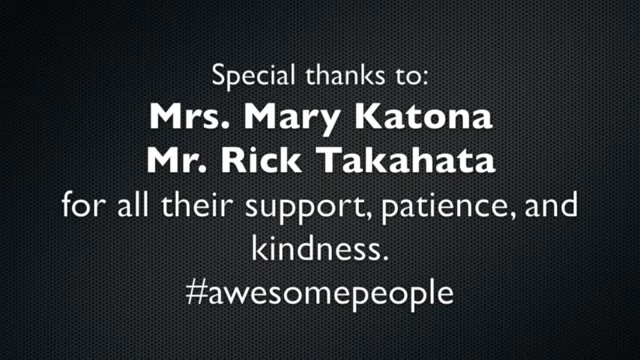 Special thanks to:
Mrs. Mary Katona
Mr. Rick Takahata
for all their support, patience, and
kindness.
#awesomepeople